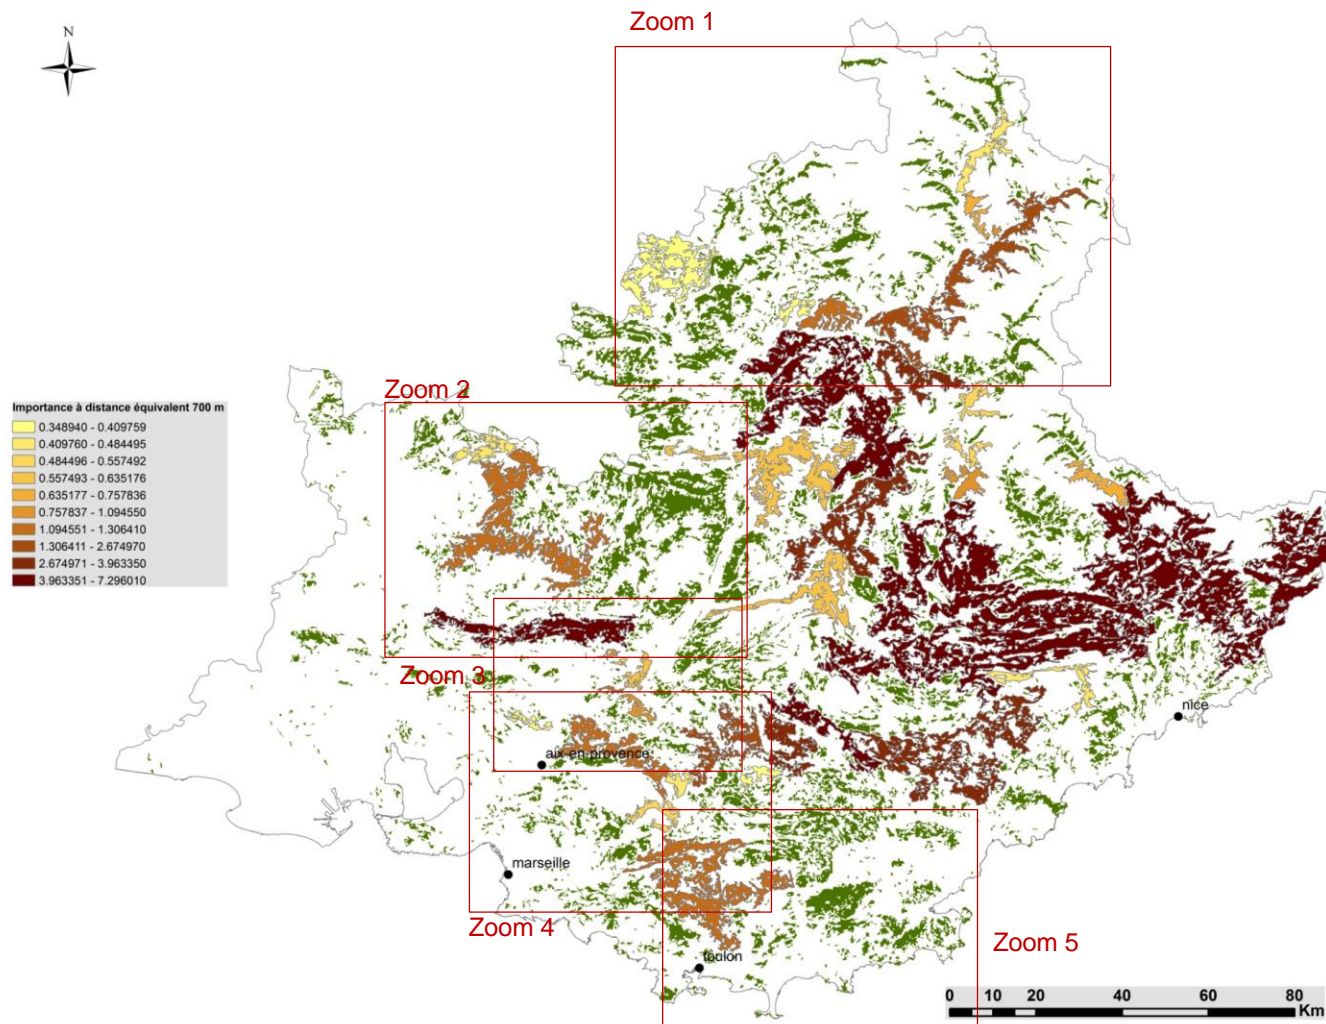 Zoom 1
N
Zoom 2
Importance à distance équivalent 700 m
0.348940 - 0.409759
0.409760 - 0.484495
0.484496 - 0.557492
0.557493 - 0.635176
0.635177 - 0.757836
0.757837 - 1.094550
1.094551 - 1.306410
1.306411 - 2.674970
2.674971 - 3.963350
3.963351 - 7.296010
Zoom 3
nice
aix-en-provence
marseille
Zoom 4
Zoom 5
toulon
0 10 20 40 60 80
Km